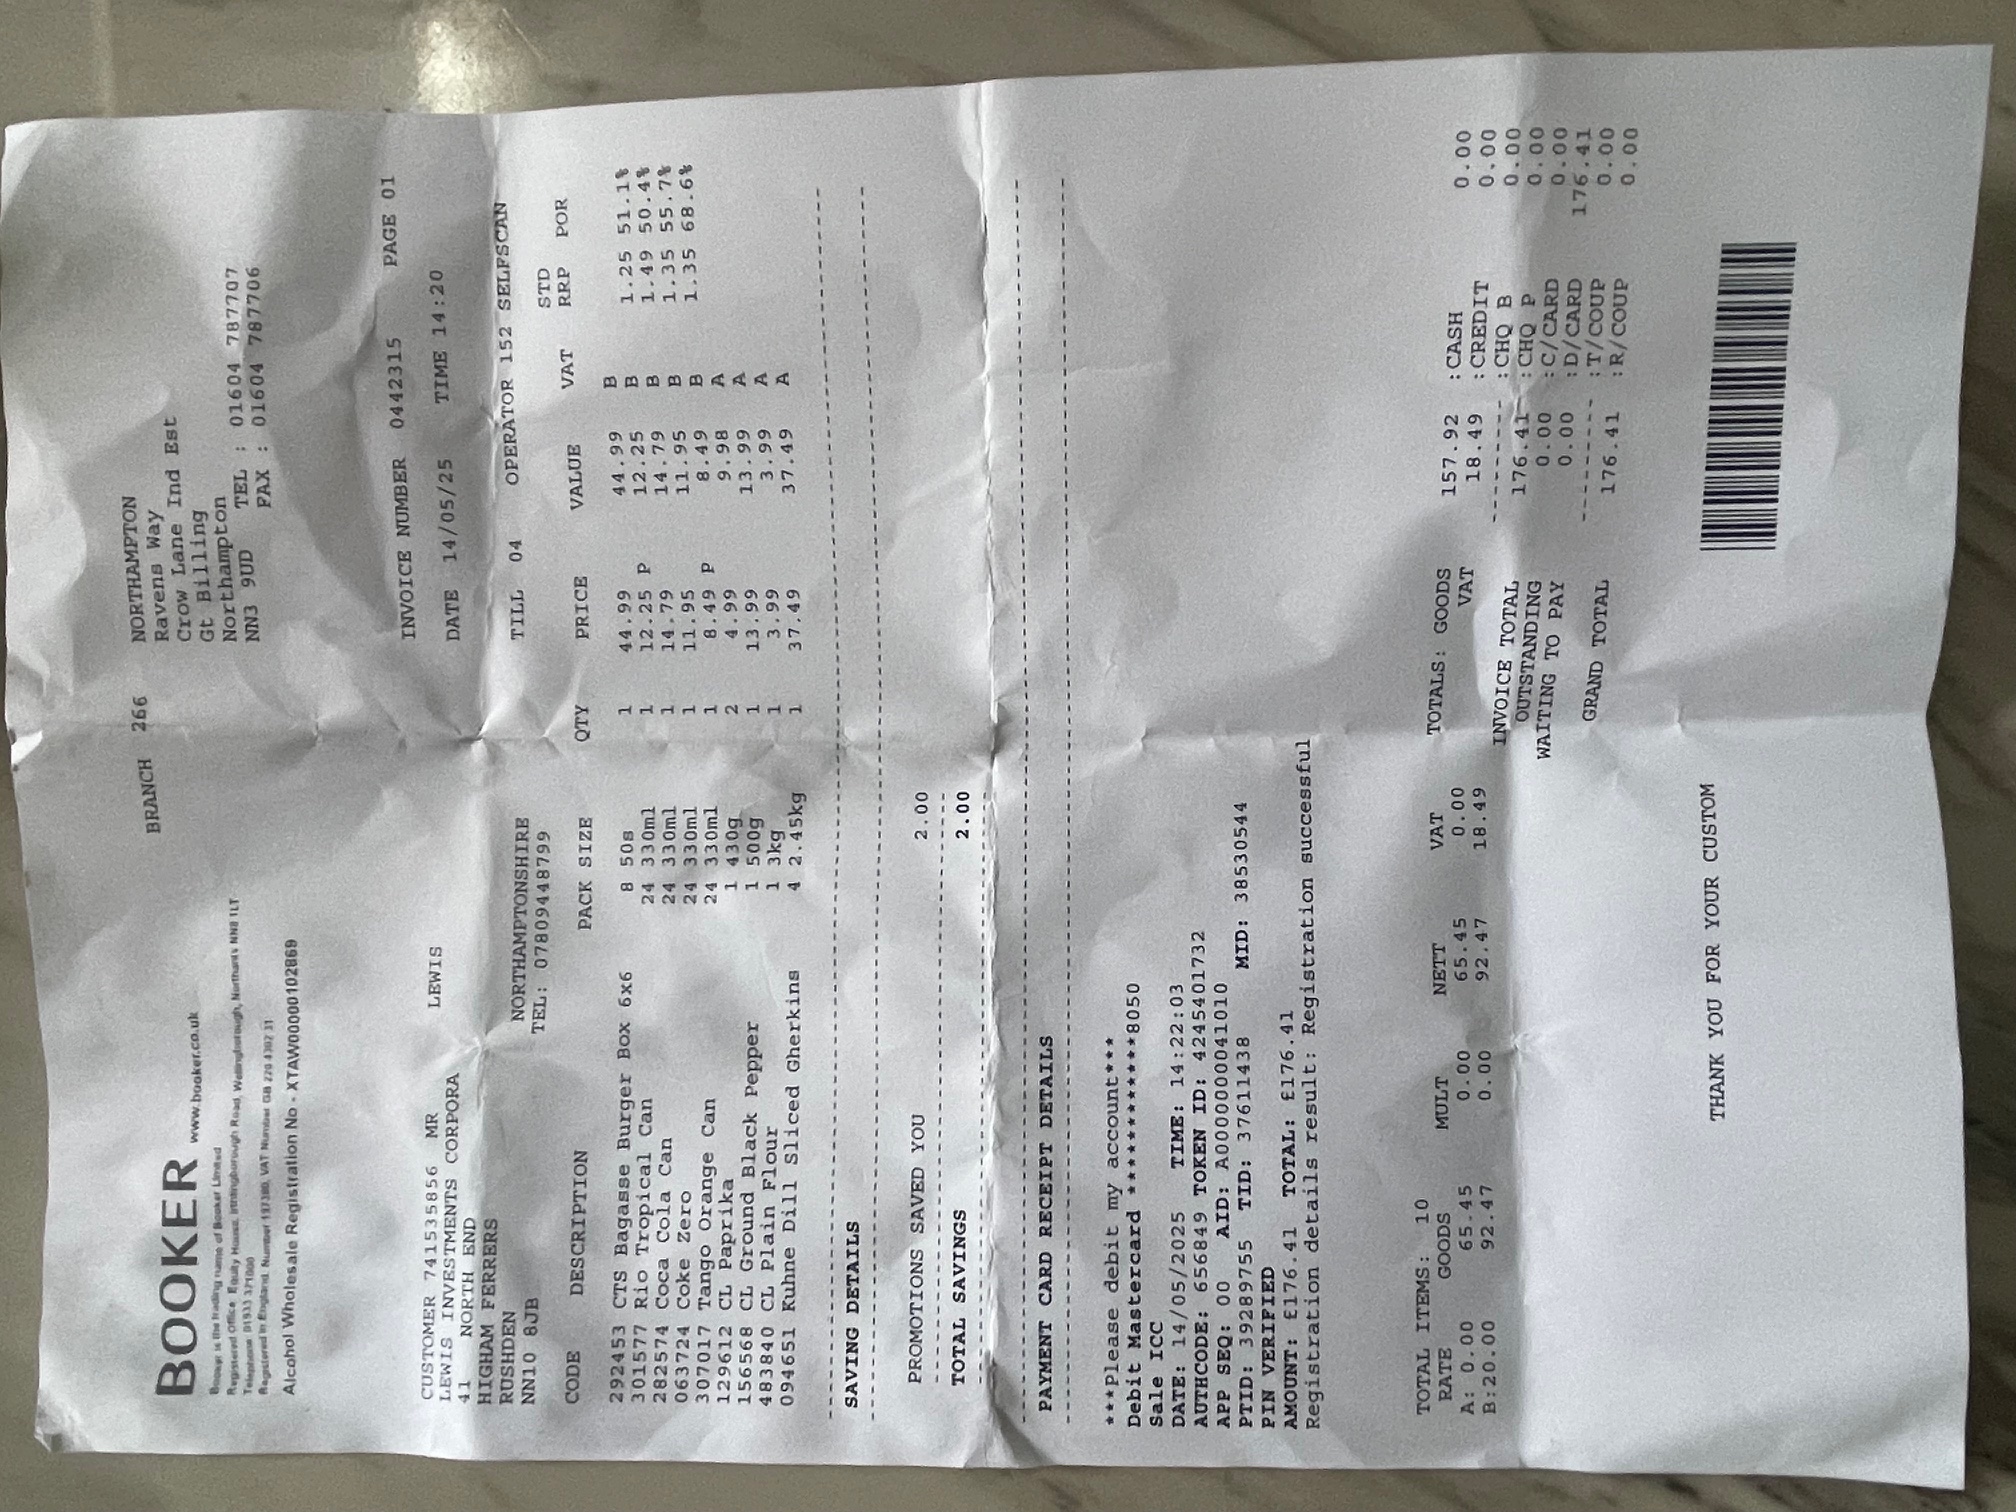 BRANCH 266
NORTHAMPTON
Ravens Way
Crow Lane Ind Est
Gt Billing
Northampton
NN3 9UD TEL : 01604 787707
FAX : 01604 787706
BOOKER www.booker.co.uk
Booker is the trading name of Booker Limited
Registered Office Equity House, Irthlingborough Road, Wellingborough, Northants NN8 1LT
Telephone 01933 371000
Registered in England. Number 197380, VAT Number GB 220 4302 31
Alcohol Wholesale Registration No - XTAW00000102869
INVOICE NUMBER 0442315 PAGE 01
CUSTOMER 741535856 MR LEWIS
LEWIS INVESTMENTS CORPORA
DATE 14/05/25 TIME 14:20
41 NORTH END
HIGHAM FERRERS
RUSHDEN NORTHAMPTONSHIRE
NN10 8JB TEL: 07809448799
TILL 04 OPERATOR 152 SELFSCAN
CODE DESCRIPTION PACK SIZE QTY PRICE VALUE VAT STD RRP POR
292453 CTS Bagasse Burger Box 6x6 8 50s 1 44.99 44.99 B
301577 Rio Tropical Can 24 330ml 1 12.25 P 12.25 B 1.25 51.1%
282574 Coca Cola Can 24 330ml 1 14.79 14.79 B 1.49 50.4%
063724 Coke Zero 24 330ml 1 11.95 11.95 B 1.35 55.7%
307017 Tango Orange Can 24 330ml 1 8.49 P 8.49 B 1.35 68.6%
129612 CL Paprika 1 430g 2 4.99 9.98 A
156568 CL Ground Black Pepper 1 500g 1 13.99 13.99 A
483840 CL Plain Flour 1 3kg 1 3.99 3.99 A
094651 Kuhne Dill Sliced Gherkins 4 2.45kg 1 37.49 37.49 A
SAVING DETAILS
PROMOTIONS SAVED YOU 2.00
TOTAL SAVINGS 2.00
PAYMENT CARD RECEIPT DETAILS
***Please debit my account***
Debit Mastercard ************8050
Sale ICC
DATE: 14/05/2025 TIME: 14:22:03
AUTHCODE: 656849 TOKEN ID: 4245401732
APP SEQ: 00 AID: A0000000041010
PTID: 39289755 TID: 37611438 MID: 38530544
PIN VERIFIED
AMOUNT: £176.41 TOTAL: £176.41
Registration details result: Registration successful
TOTAL ITEMS: 10
RATE GOODS MULT NETT VAT
A: 0.00 65.45 0.00 65.45 0.00
B:20.00 92.47 0.00 92.47 18.49
TOTALS: GOODS 157.92 :CASH 0.00
VAT 18.49 :CREDIT 0.00
--------- :CHQ B 0.00
INVOICE TOTAL 176.41 :CHQ P 0.00
OUTSTANDING 0.00 :C/CARD 0.00
WAITING TO PAY 0.00 :D/CARD 176.41
--------- :T/COUP 0.00
GRAND TOTAL 176.41 :R/COUP 0.00
THANK YOU FOR YOUR CUSTOM